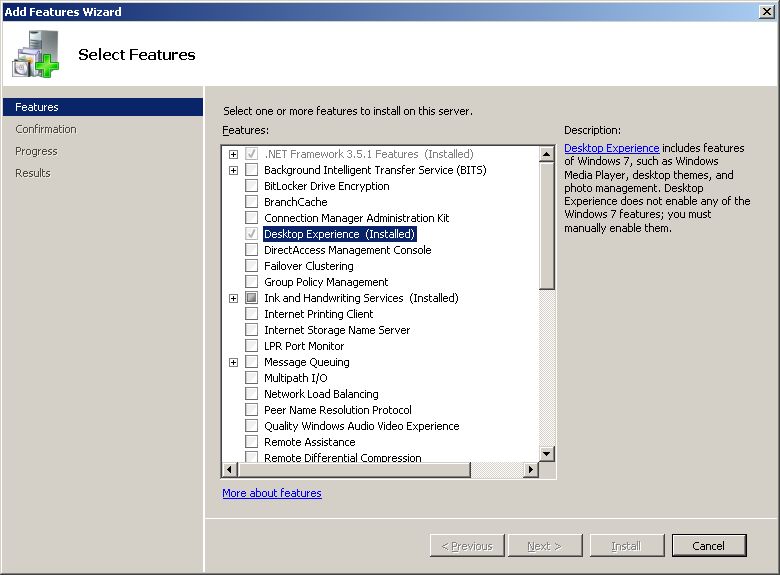 Add Features Wizard
Select Features
Features
Confirmation
Progress
Results
Select one or more features to install on this server.
Features:
.NET Framework 3.5.1 Features (Installed)
Background Intelligent Transfer Service (BITS)
BitLocker Drive Encryption
BranchCache
Connection Manager Administration Kit
Desktop Experience (Installed)
DirectAccess Management Console
Failover Clustering
Group Policy Management
Ink and Handwriting Services (Installed)
Internet Printing Client
Internet Storage Name Server
LPR Port Monitor
Message Queuing
Multipath I/O
Network Load Balancing
Peer Name Resolution Protocol
Quality Windows Audio Video Experience
Remote Assistance
Remote Differential Compression
More about features
Description:
Desktop Experience includes features
of Windows 7, such as Windows
Media Player, desktop themes, and
photo management. Desktop
Experience does not enable any of the
Windows 7 features; you must
manually enable them.
< Previous
Next >
Install
Cancel